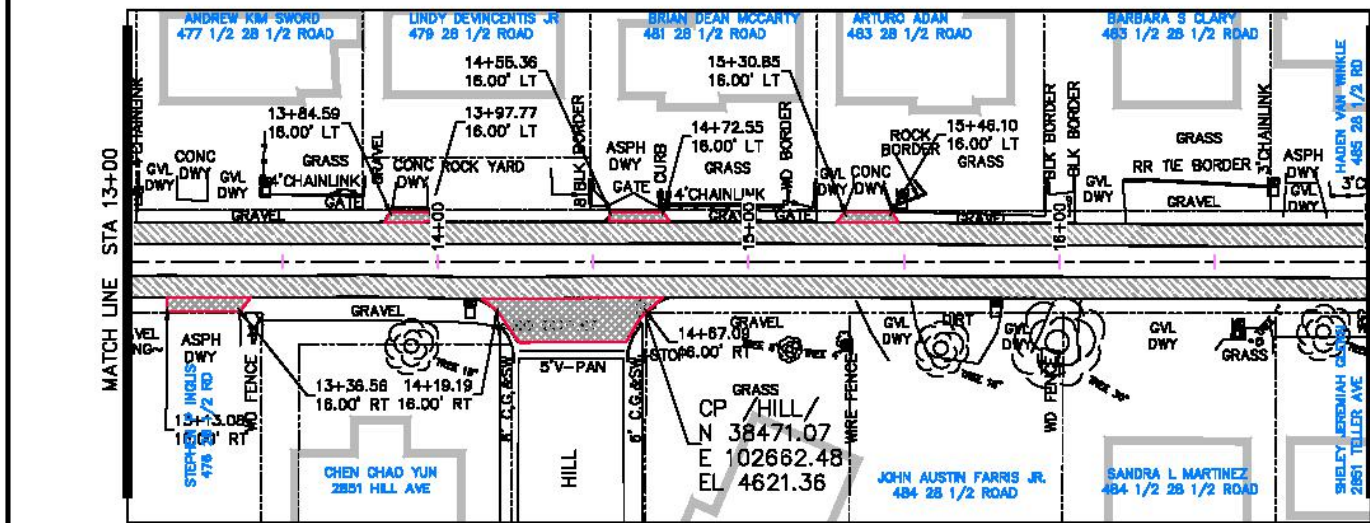 ANDREW KIM SWORD
477 1/2 28 1/2 ROAD
LINDY DEVINCENTIS JR
479 28 1/2 ROAD
BRIAN DEAN MCCARTY
481 28 1/2 ROAD
ARTURO ADAN
483 28 1/2 ROAD
BARBARA S CLARY
483 1/2 28 1/2 ROAD
HADEN VAN WINKLE
485 28 1/2 RD
14+55.36
16.00' LT
15+30.85
16.00' LT
13+84.59
16.00' LT
13+97.77
16.00' LT
14+72.55
16.00' LT
15+46.10
16.00' LT
4' CHAINLINK
GVL
DWY
CONC
DWY
GVL
DWY
GRASS
4'CHAINLINK
GATE
GRAVEL
GRAVEL
CONC
DWY
ROCK YARD
BLK BORDER
ASPH
DWY
GATE
CURB
GRASS
4'CHAINLINK
WD BORDER
GRAVEL
GATE
GVL
DWY
CONC
DWY
ROCK
BORDER
GRASS
GRAVEL
BLK BORDER
BLK BORDER
GVL
DWY
GRASS
RR TIE BORDER
GRAVEL
3' CHAINLINK
ASPH
DWY
GVL
DWY
MATCH LINE STA 13+00
14+00
15+00
16+00
ASPH
DWY
GRAVEL
WD FENCE
13+36.56
16.00' RT
14+19.19
16.00' RT
13+13.08
16.00' RT
STEPHEN P INGLIS
476 28 1/2 RD
CHEN CHAO YUN
2851 HILL AVE
5'V-PAN
HILL
14+67.09
16.00' RT
GRAVEL
GRASS
CP /HILL/
N 38471.07
E 102662.48
EL 4621.36
WIRE FENCE
GVL
DWY
DIRT
GVL
DWY
WD FENCE
GVL
DWY
GRASS
JOHN AUSTIN FARRIS JR.
484 28 1/2 ROAD
SANDRA L MARTINEZ
484 1/2 28 1/2 ROAD
SHELEY JEREMIAH
2851 TELLER AVE